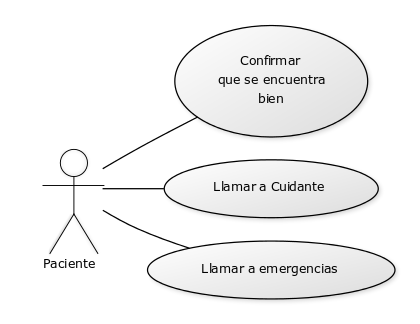 Confirmar
que se encuentra
bien
Llamar a Cuidante
Llamar a emergencias
Paciente